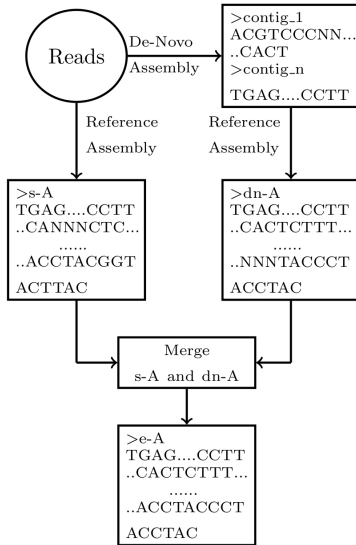 Reads
De-Novo
Assembly
>contig_1
ACGTCCCNN...
..CACT
>contig_n
TGAG....CCTT
Reference
Assembly
Reference
Assembly
>s-A
TGAG....CCTT
..CANNNCTC...
......
..ACCTACGGT
ACTTAC
>dn-A
TGAG....CCTT
..CACTCTTT...
......
..NNNTACCCT
ACCTAC
Merge
s-A and dn-A
>e-A
TGAG....CCTT
..CACTCTTT...
......
..ACCTACCCT
ACCTAC